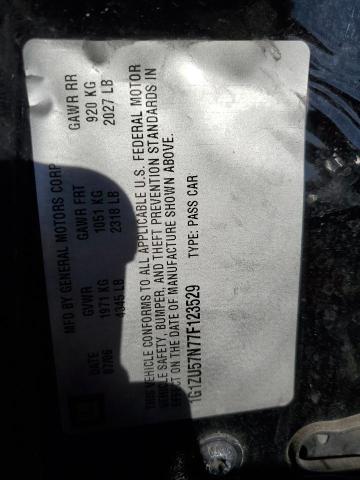 MFD BY GENERAL MOTORS CORP
DATE GVWR GAWR FRT GAWR RR
07/06 1971 KG 1051 KG 920 KG
4345 LB 2318 LB 2027 LB
THIS VEHICLE CONFORMS TO ALL APPLICABLE U.S. FEDERAL MOTOR
VEHICLE SAFETY, BUMPER, AND THEFT PREVENTION STANDARDS IN
EFFECT ON THE DATE OF MANUFACTURE SHOWN ABOVE.
1G1ZU57N77F123529 TYPE: PASS CAR